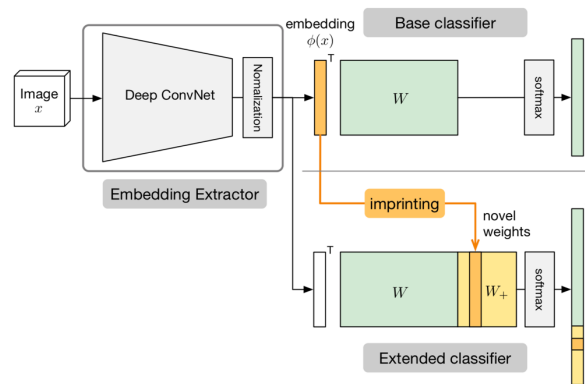 embedding
Base classifier
ϕ(x)
T
Image
x
Deep ConvNet
Nomalization
W
softmax
Embedding Extractor
imprinting
novel
weights
T
W
W₊
softmax
Extended classifier